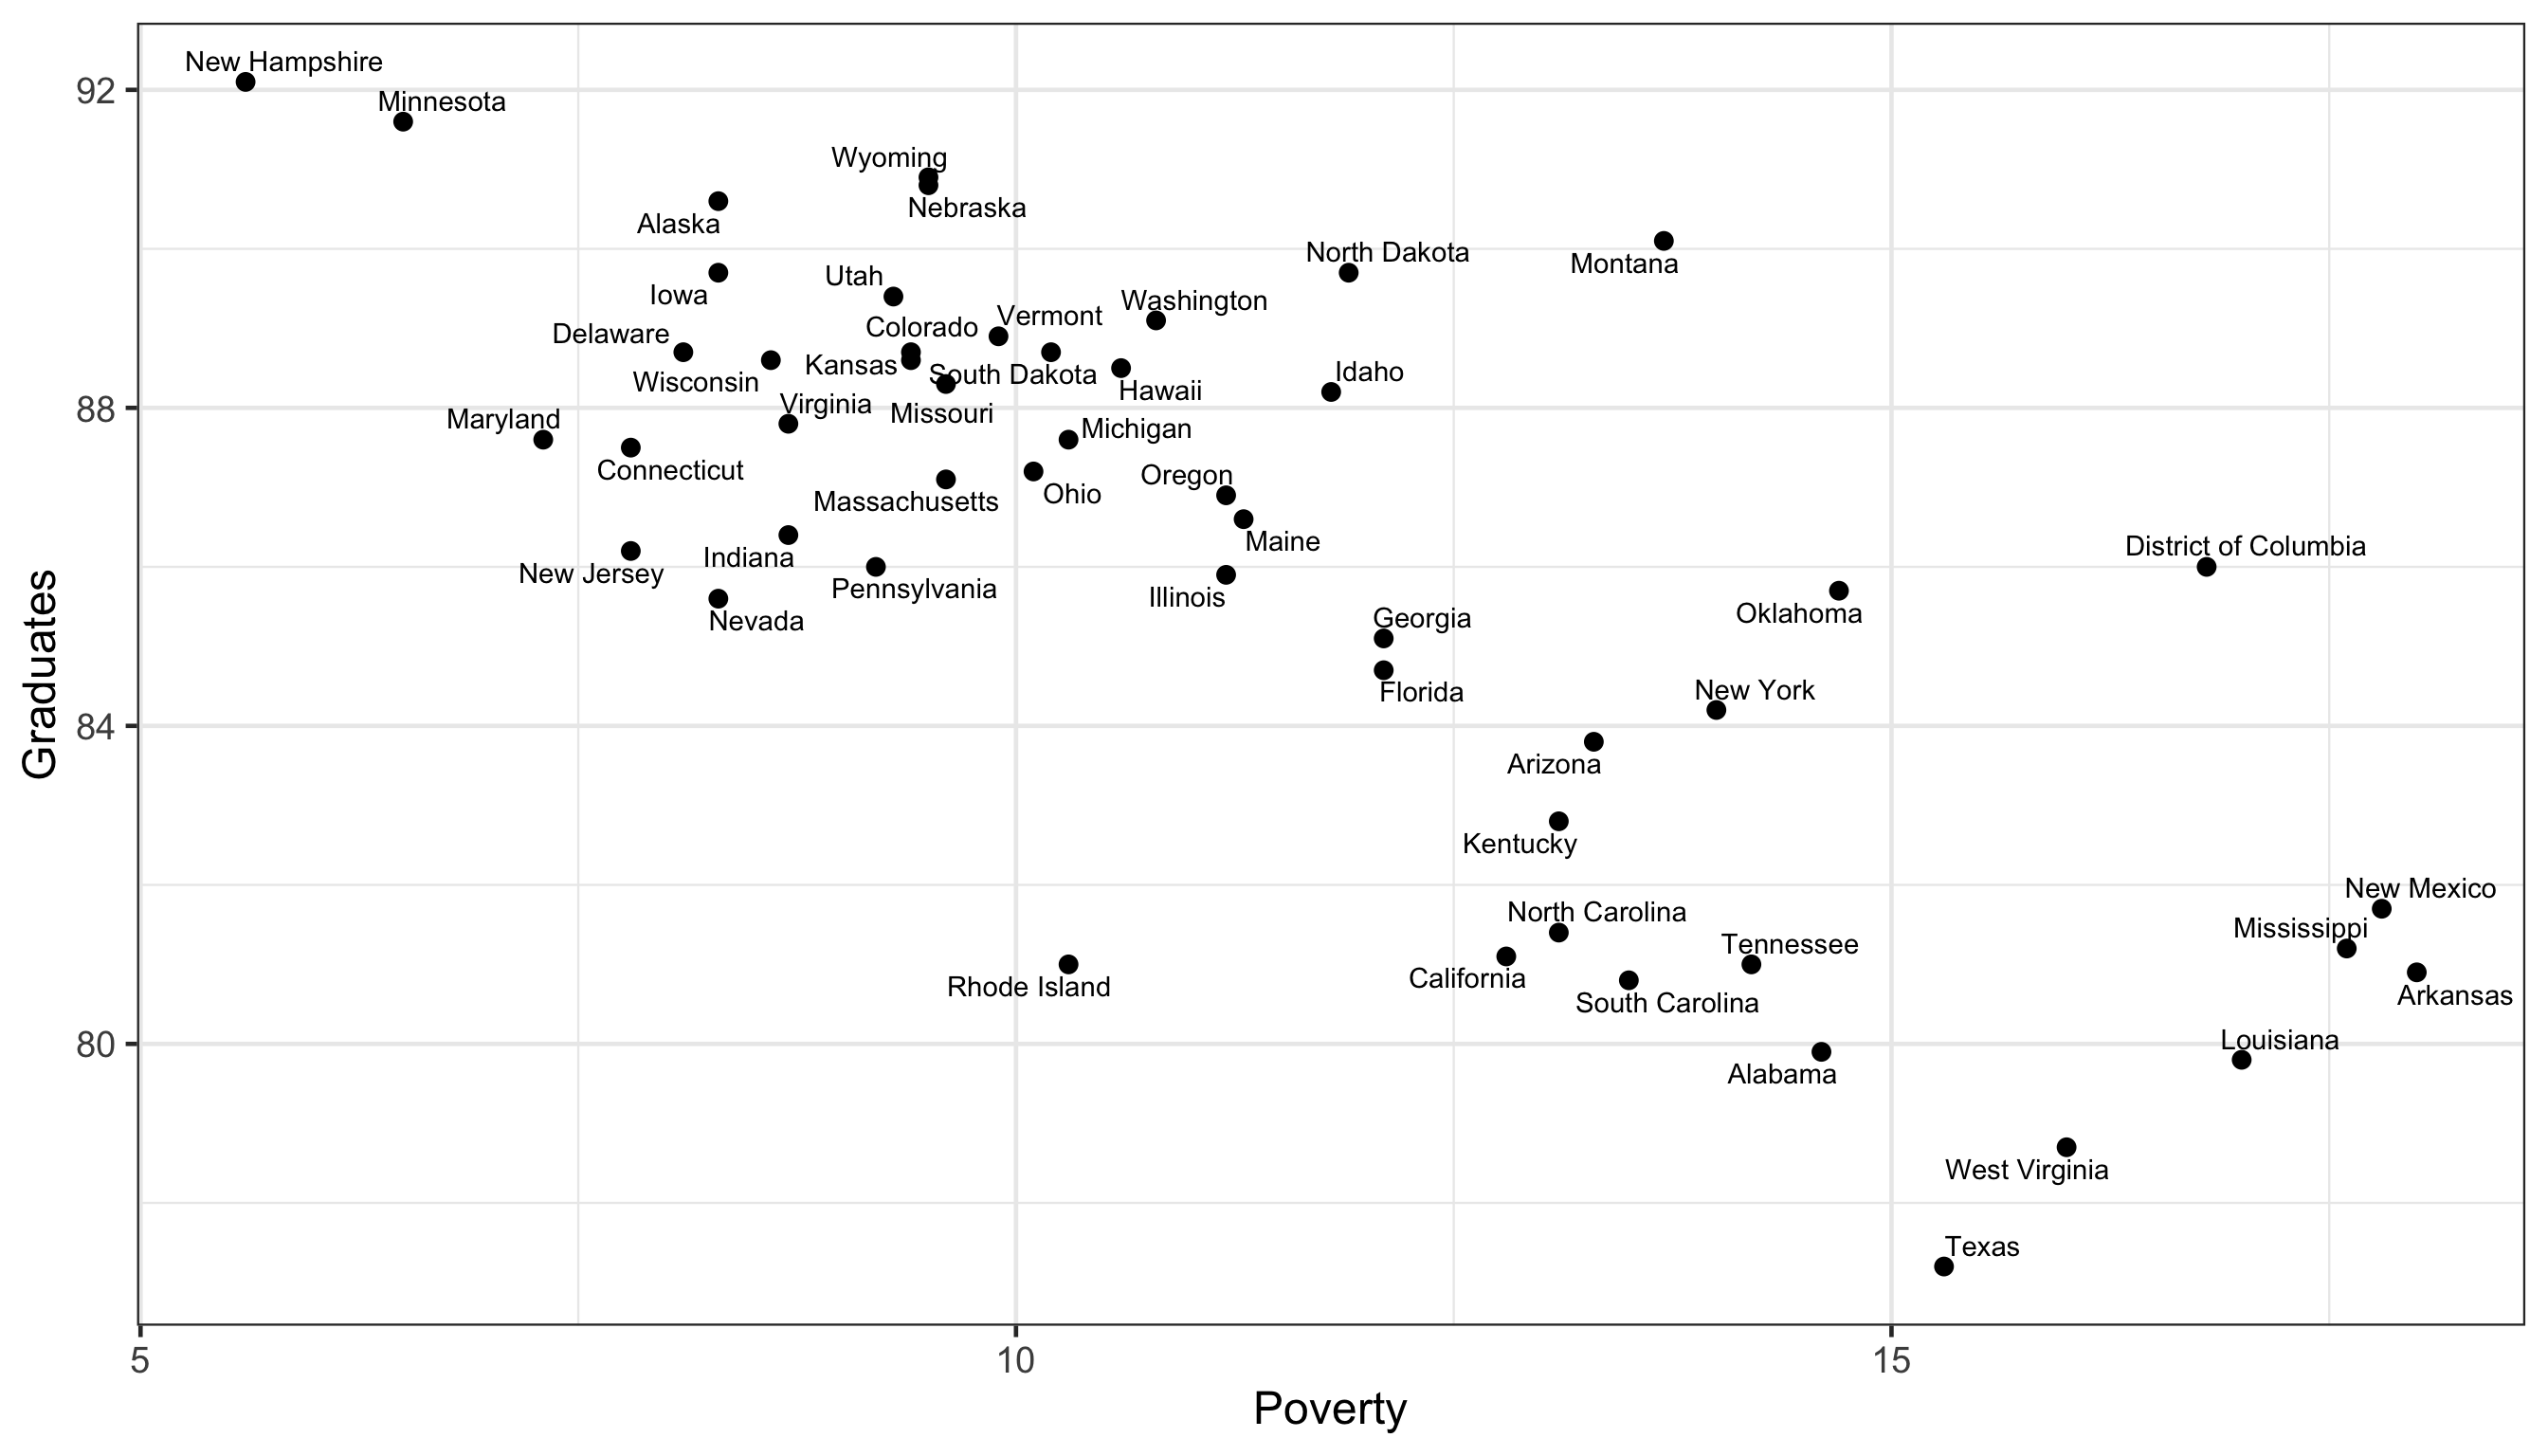 New Hampshire
92
Minnesota
Wyoming
Nebraska
Alaska
North Dakota
Montana
Utah
Iowa
Washington
Vermont
Colorado
Delaware
Kansas
South Dakota
Idaho
Wisconsin
Hawaii
88
Virginia
Missouri
Maryland
Michigan
Connecticut
Oregon
Massachusetts
Ohio
Maine
District of Columbia
Indiana
New Jersey
Pennsylvania
Illinois
Oklahoma
Nevada
Georgia
Florida
New York
Graduates
84
Arizona
Kentucky
New Mexico
North Carolina
Mississippi
Tennessee
California
Rhode Island
South Carolina
Arkansas
80
Louisiana
Alabama
West Virginia
Texas
5 10 15
Poverty